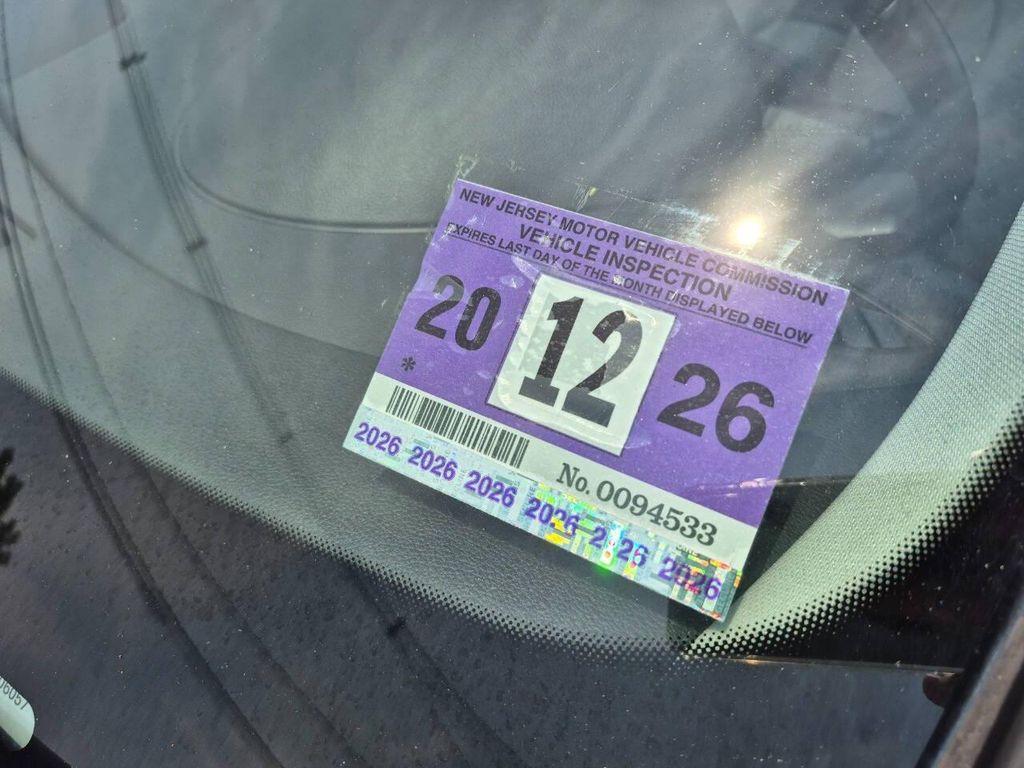 NEW JERSEY MOTOR VEHICLE COMMISSION
VEHICLE INSPECTION
EXPIRES LAST DAY OF THE MONTH DISPLAYED BELOW
20 12 26
*
No. 0094533
2026 2026 2026 2026 2026 2026